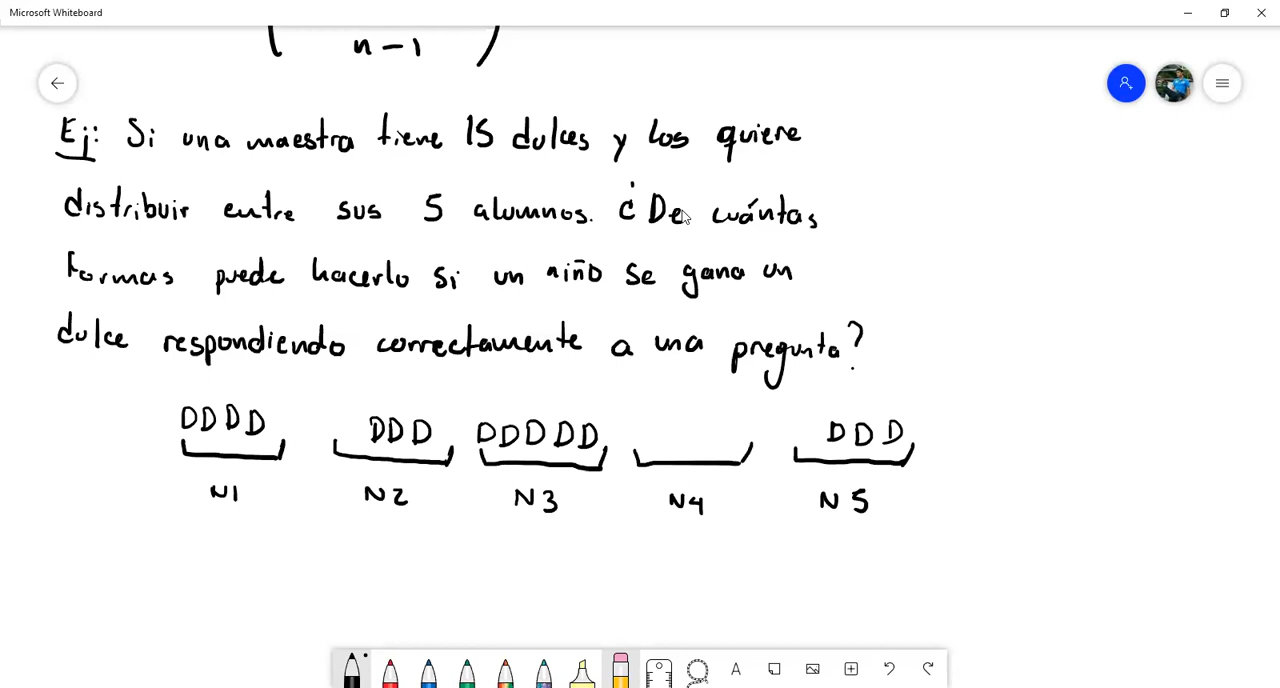 Microsoft Whiteboard
n-1
Ej: Si una maestra tiene 15 dulces y los quiere
distribuir entre sus 5 alumnos. ¿De cuántas
formas puede hacerlo si un niño se gana un
dulce respondiendo correctamente a una pregunta?
DDDD DDD DDDDD DDD
N1 N2 N3 N4 N5
A